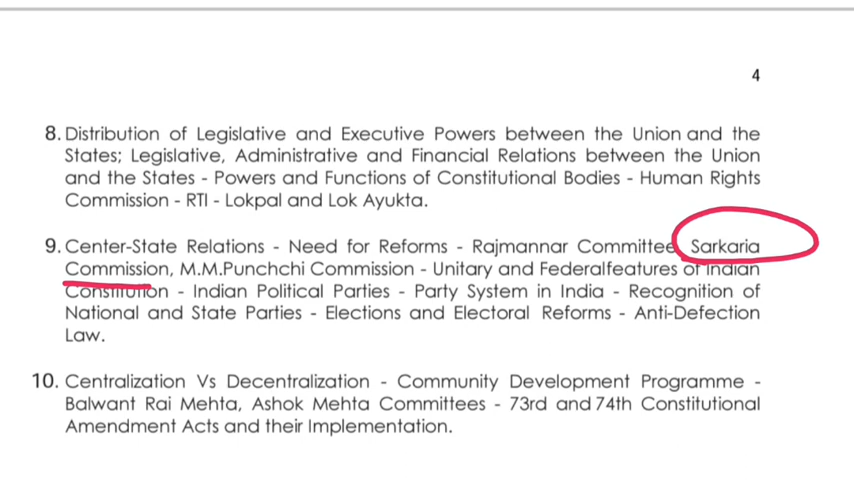 4
8. Distribution of Legislative and Executive Powers between the Union and the
States; Legislative, Administrative and Financial Relations between the Union
and the States - Powers and Functions of Constitutional Bodies - Human Rights
Commission - RTI - Lokpal and Lok Ayukta.
9. Center-State Relations - Need for Reforms - Rajmannar Committee, Sarkaria
Commission, M.M.Punchchi Commission - Unitary and Federalfeatures of Indian
Constitution - Indian Political Parties - Party System in India - Recognition of
National and State Parties - Elections and Electoral Reforms - Anti-Defection
Law.
10. Centralization Vs Decentralization - Community Development Programme -
Balwant Rai Mehta, Ashok Mehta Committees - 73rd and 74th Constitutional
Amendment Acts and their Implementation.